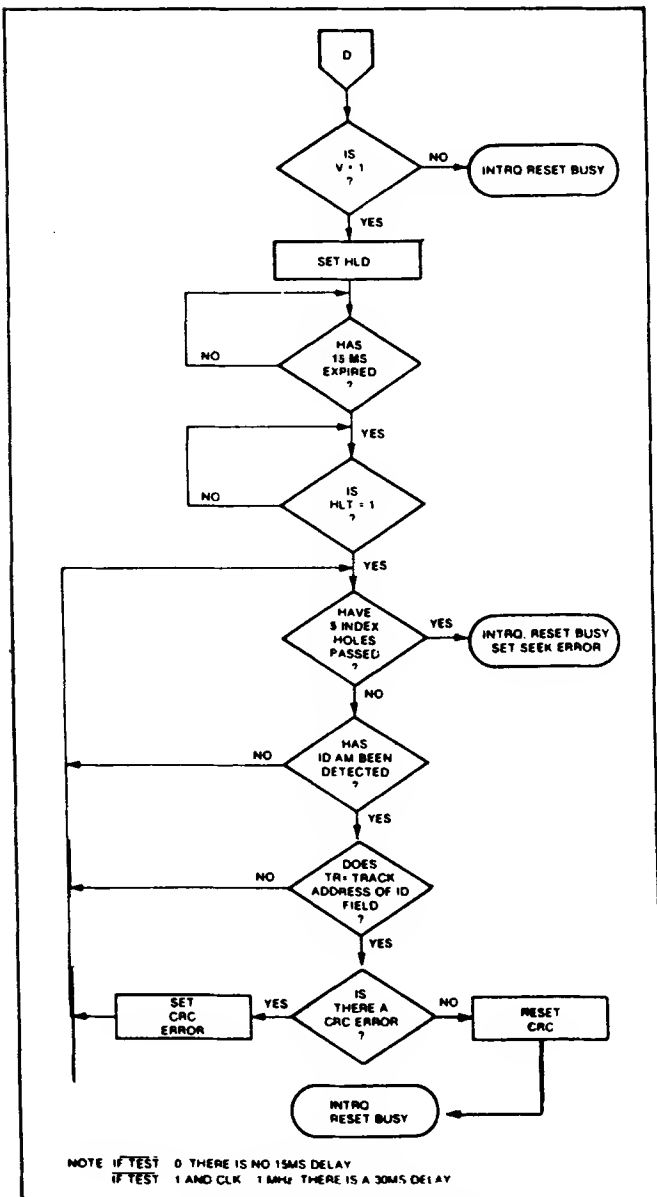 D
IS
V = 1
?
NO
INTRQ RESET BUSY
YES
SET HLD
HAS
15 MS
EXPIRED
?
NO
YES
IS
HLT = 1
?
NO
YES
HAVE
5 INDEX
HOLES
PASSED
?
YES
INTRQ, RESET BUSY
SET SEEK ERROR
NO
HAS
ID AM BEEN
DETECTED
?
NO
YES
DOES
TR= TRACK
ADDRESS OF ID
FIELD
?
NO
YES
IS
THERE A
CRC ERROR
?
YES
SET
CRC
ERROR
NO
RESET
CRC
INTRQ
RESET BUSY
NOTE IF TEST 0 THERE IS NO 15MS DELAY
IF TEST 1 AND CLK 1 MHz THERE IS A 30MS DELAY